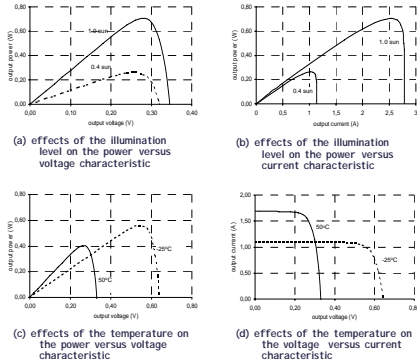 0,80
0,60
0,40
0,20
0,00
0,00 0,10 0,20 0,30 0,40
output power (W)
output voltage (V)
1.0 sun
0.4 sun
(a) effects of the illumination
level on the power versus
voltage characteristic
0,80
0,60
0,40
0,20
0,00
0 0,5 1 1,5 2 2,5 3
output power (W)
output current (A)
1.0 sun
0.4 sun
(b) effects of the illumination
level on the power versus
current characteristic
0,80
0,60
0,40
0,20
0,00
0,00 0,20 0,40 0,60 0,80
output power (W)
output voltage (V)
-25ºC
50ºC
(c) effects of the temperature on
the power versus voltage
characteristic
2,00
1,50
1,00
0,50
0,00
0,00 0,20 0,40 0,60 0,80
output current (A)
output voltage (V)
50ºC
-25ºC
(d) effects of the temperature on
the voltage versus current
characteristic